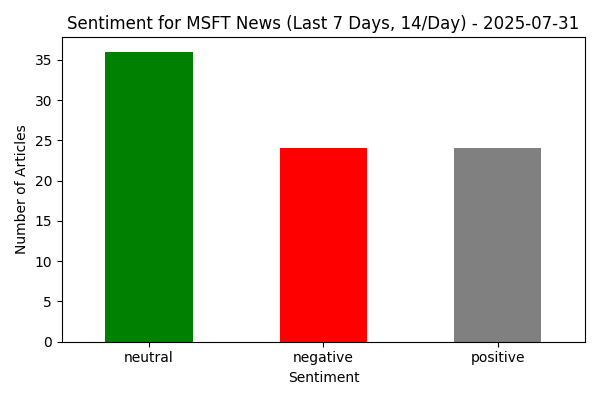 Sentiment for MSFT News (Last 7 Days, 14/Day) - 2025-07-31
Number of Articles
35
30
25
20
15
10
5
0
neutral negative positive
Sentiment